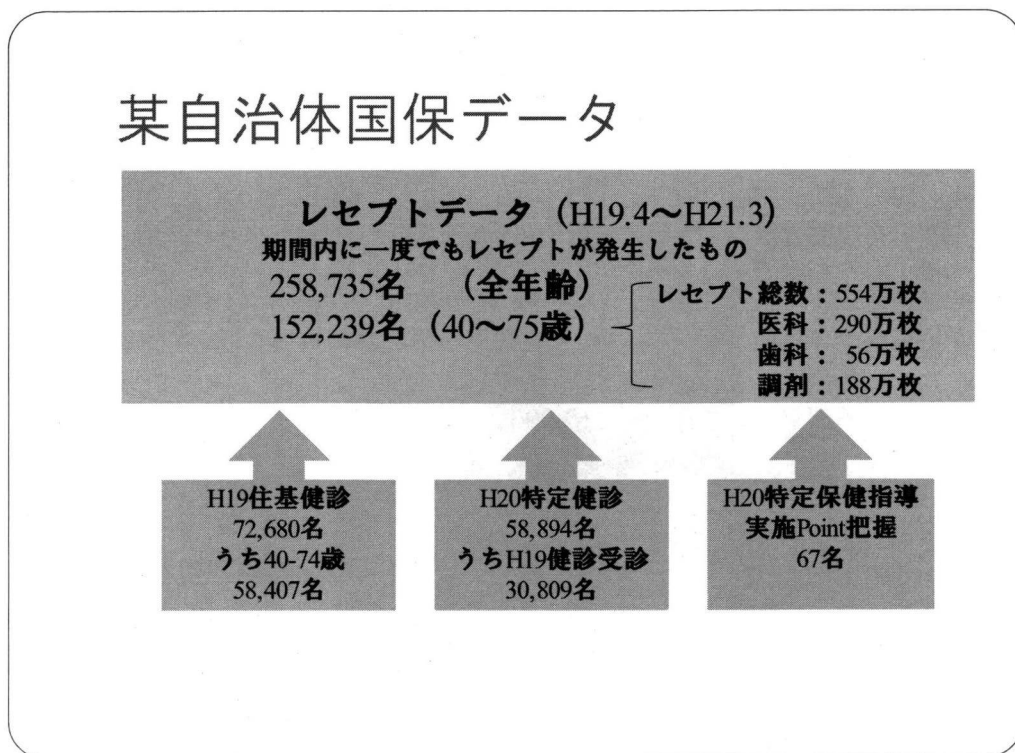 某自治体国保データ
レセプトデータ（H19.4～H21.3）
期間内に一度でもレセプトが発生したもの
258,735名　（全年齢）
152,239名（40～75歳）
レセプト総数：554万枚
医科：290万枚
歯科： 56万枚
調剤：188万枚
H19住基健診
72,680名
うち40-74歳
58,407名
H20特定健診
58,894名
うちH19健診受診
30,809名
H20特定保健指導
実施Point把握
67名